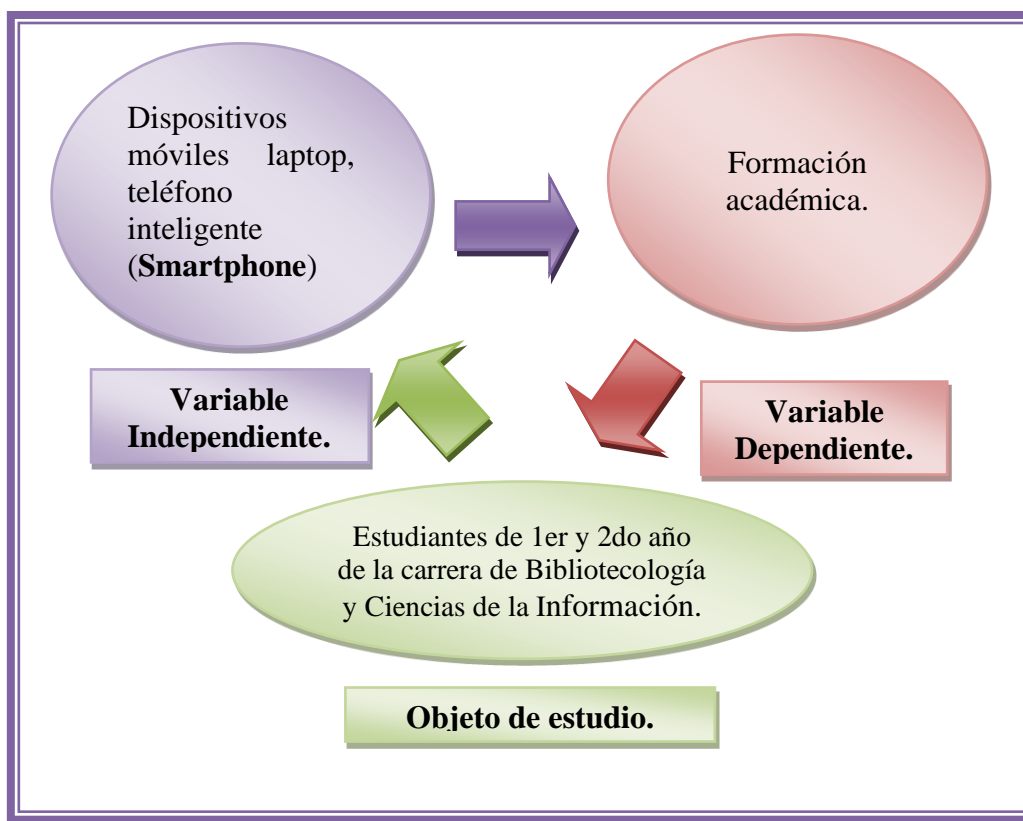 Dispositivos
móviles laptop,
teléfono
inteligente
(Smartphone)
Formación
académica.
Variable
Independiente.
Variable
Dependiente.
Estudiantes de 1er y 2do año
de la carrera de Bibliotecología
y Ciencias de la Información.
Objeto de estudio.